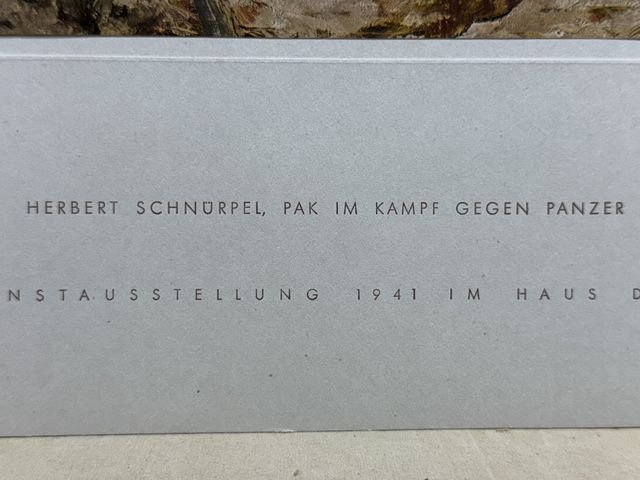 HERBERT SCHNÜRPEL, PAK IM KAMPF GEGEN PANZER
NSTAUSSTELLUNG 1941 IM HAUS D